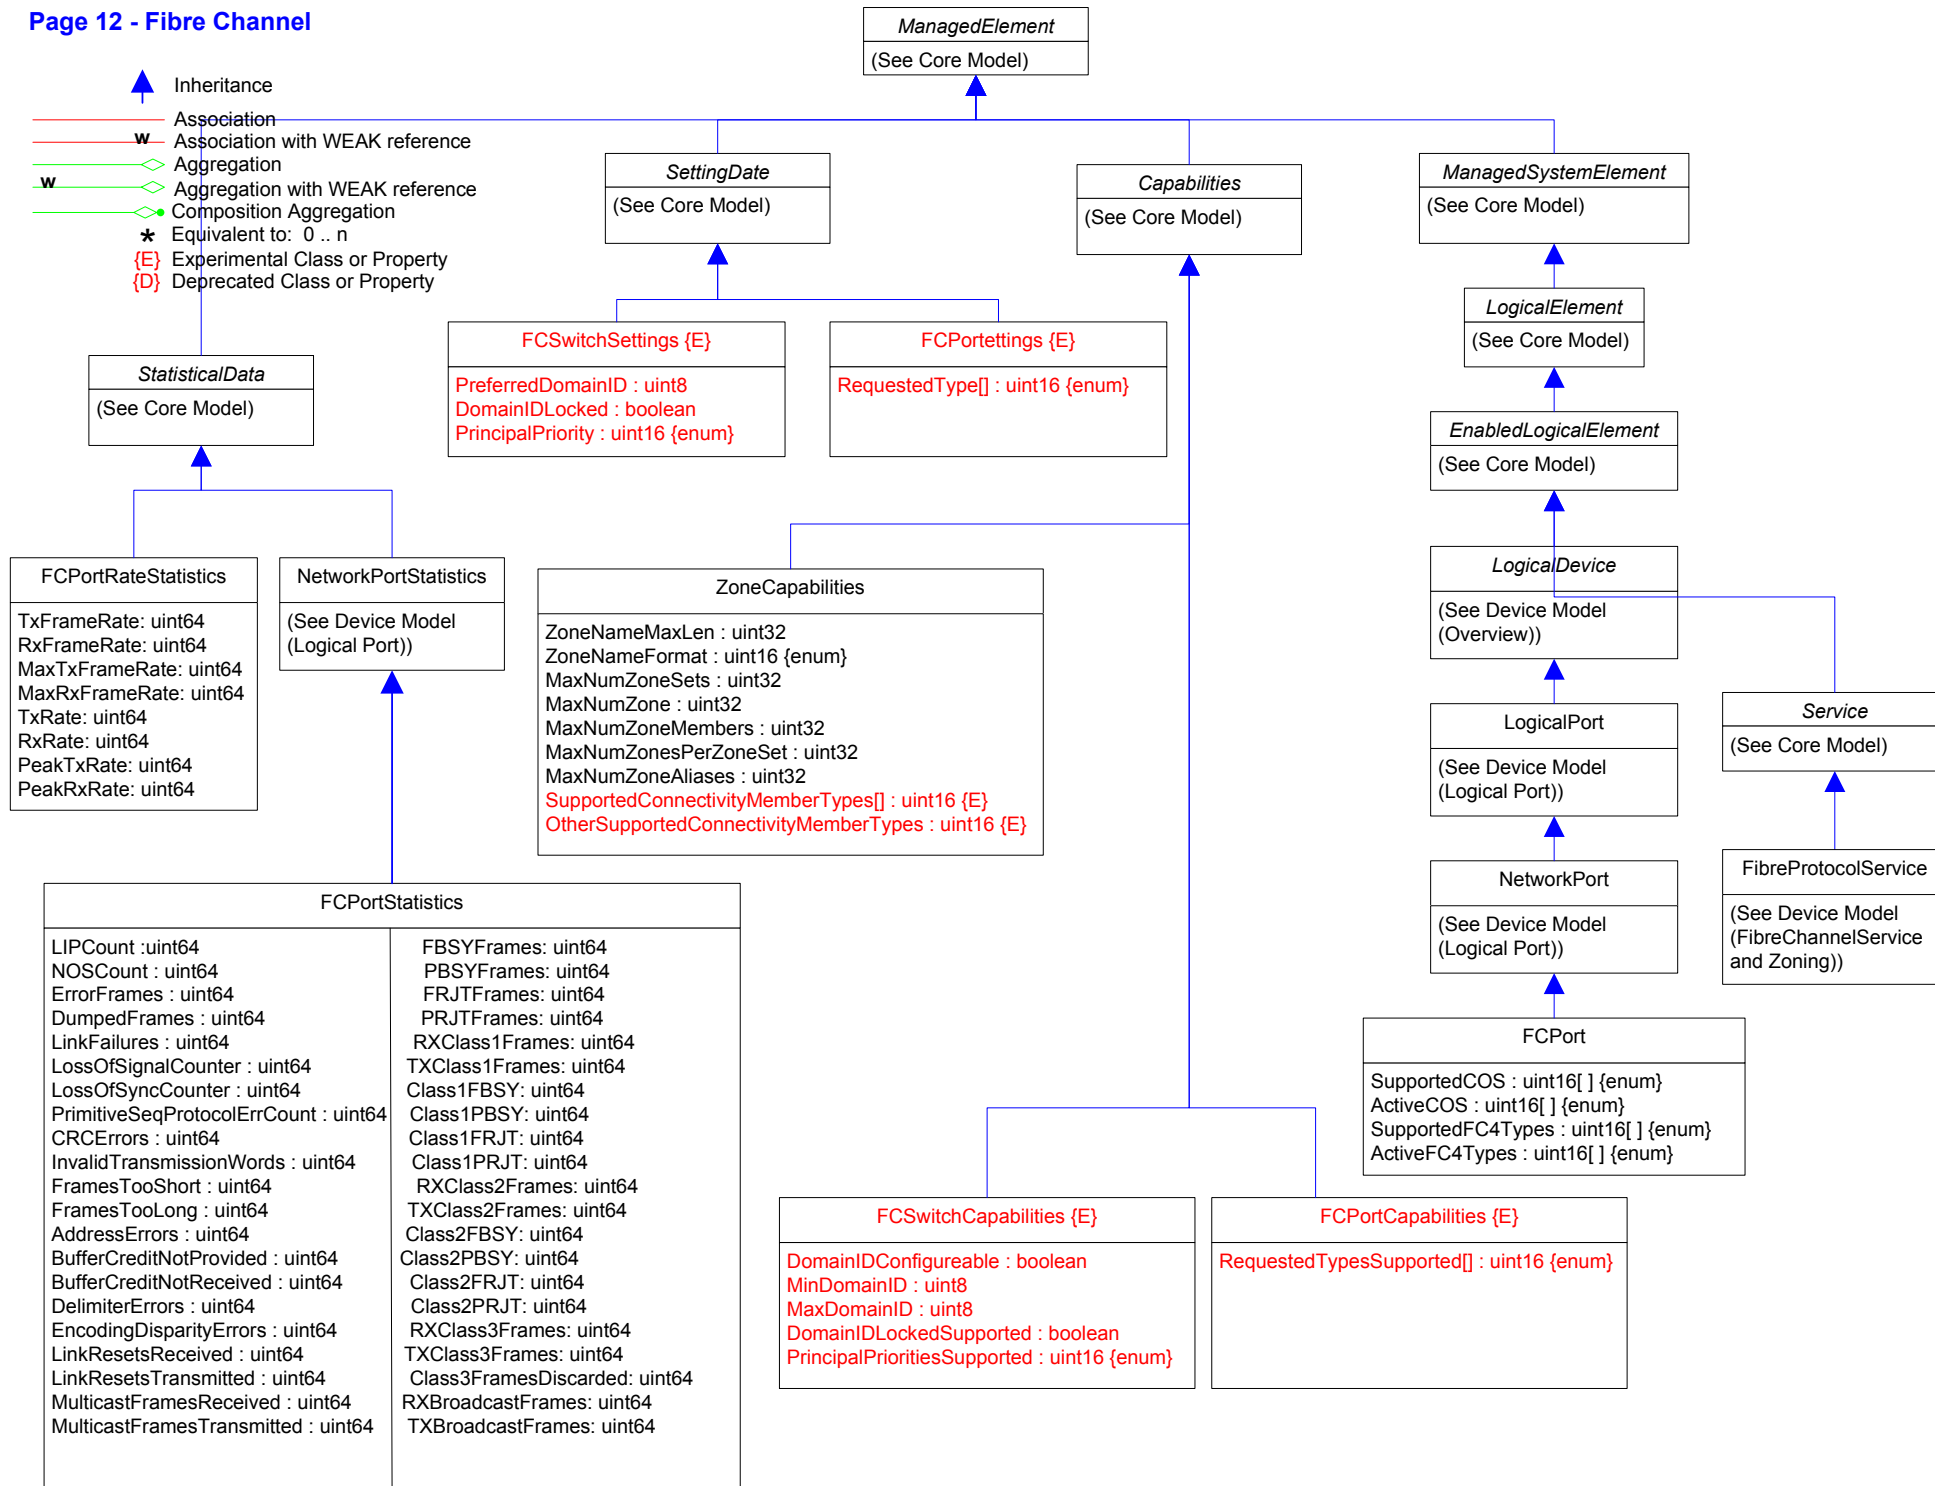 Page 12 - Fibre Channel
Inheritance
Association
w Association with WEAK reference
Aggregation
w Aggregation with WEAK reference
Composition Aggregation
* Equivalent to: 0 .. n
{E} Experimental Class or Property
{D} Deprecated Class or Property
ManagedElement
(See Core Model)
SettingDate
(See Core Model)
Capabilities
(See Core Model)
ManagedSystemElement
(See Core Model)
LogicalElement
(See Core Model)
FCSwitchSettings {E}
PreferredDomainID : uint8
DomainIDLocked : boolean
PrincipalPriority : uint16 {enum}
FCPortettings {E}
RequestedType[] : uint16 {enum}
StatisticalData
(See Core Model)
EnabledLogicalElement
(See Core Model)
FCPortRateStatistics
TxFrameRate: uint64
RxFrameRate: uint64
MaxTxFrameRate: uint64
MaxRxFrameRate: uint64
TxRate: uint64
RxRate: uint64
PeakTxRate: uint64
PeakRxRate: uint64
NetworkPortStatistics
(See Device Model
(Logical Port))
ZoneCapabilities
ZoneNameMaxLen : uint32
ZoneNameFormat : uint16 {enum}
MaxNumZoneSets : uint32
MaxNumZone : uint32
MaxNumZoneMembers : uint32
MaxNumZonesPerZoneSet : uint32
MaxNumZoneAliases : uint32
SupportedConnectivityMemberTypes[] : uint16 {E}
OtherSupportedConnectivityMemberTypes : uint16 {E}
LogicalDevice
(See Device Model
(Overview))
LogicalPort
(See Device Model
(Logical Port))
Service
(See Core Model)
NetworkPort
(See Device Model
(Logical Port))
FibreProtocolService
(See Device Model
(FibreChannelService
and Zoning))
FCPort
SupportedCOS : uint16[ ] {enum}
ActiveCOS : uint16[ ] {enum}
SupportedFC4Types : uint16[ ] {enum}
ActiveFC4Types : uint16[ ] {enum}
FCPortStatistics
LIPCount :uint64
NOSCount : uint64
ErrorFrames : uint64
DumpedFrames : uint64
LinkFailures : uint64
LossOfSignalCounter : uint64
LossOfSyncCounter : uint64
PrimitiveSeqProtocolErrCount : uint64
CRCErrors : uint64
InvalidTransmissionWords : uint64
FramesTooShort : uint64
FramesTooLong : uint64
AddressErrors : uint64
BufferCreditNotProvided : uint64
BufferCreditNotReceived : uint64
DelimiterErrors : uint64
EncodingDisparityErrors : uint64
LinkResetsReceived : uint64
LinkResetsTransmitted : uint64
MulticastFramesReceived : uint64
MulticastFramesTransmitted : uint64
FBSYFrames: uint64
PBSYFrames: uint64
FRJTFrames: uint64
PRJTFrames: uint64
RXClass1Frames: uint64
TXClass1Frames: uint64
Class1FBSY: uint64
Class1PBSY: uint64
Class1FRJT: uint64
Class1PRJT: uint64
RXClass2Frames: uint64
TXClass2Frames: uint64
Class2FBSY: uint64
Class2PBSY: uint64
Class2FRJT: uint64
Class2PRJT: uint64
RXClass3Frames: uint64
TXClass3Frames: uint64
Class3FramesDiscarded: uint64
RXBroadcastFrames: uint64
TXBroadcastFrames: uint64
FCSwitchCapabilities {E}
DomainIDConfigureable : boolean
MinDomainID : uint8
MaxDomainID : uint8
DomainIDLockedSupported : boolean
PrincipalPrioritiesSupported : uint16 {enum}
FCPortCapabilities {E}
RequestedTypesSupported[] : uint16 {enum}